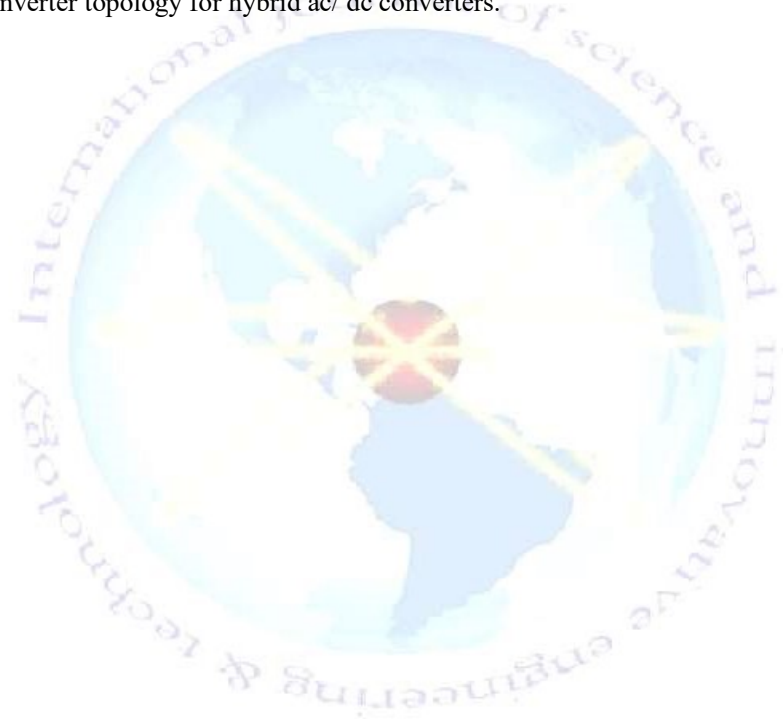 nverter topology for hybrid ac/ dc converters.
International Journal of science and innovative engineering & technology